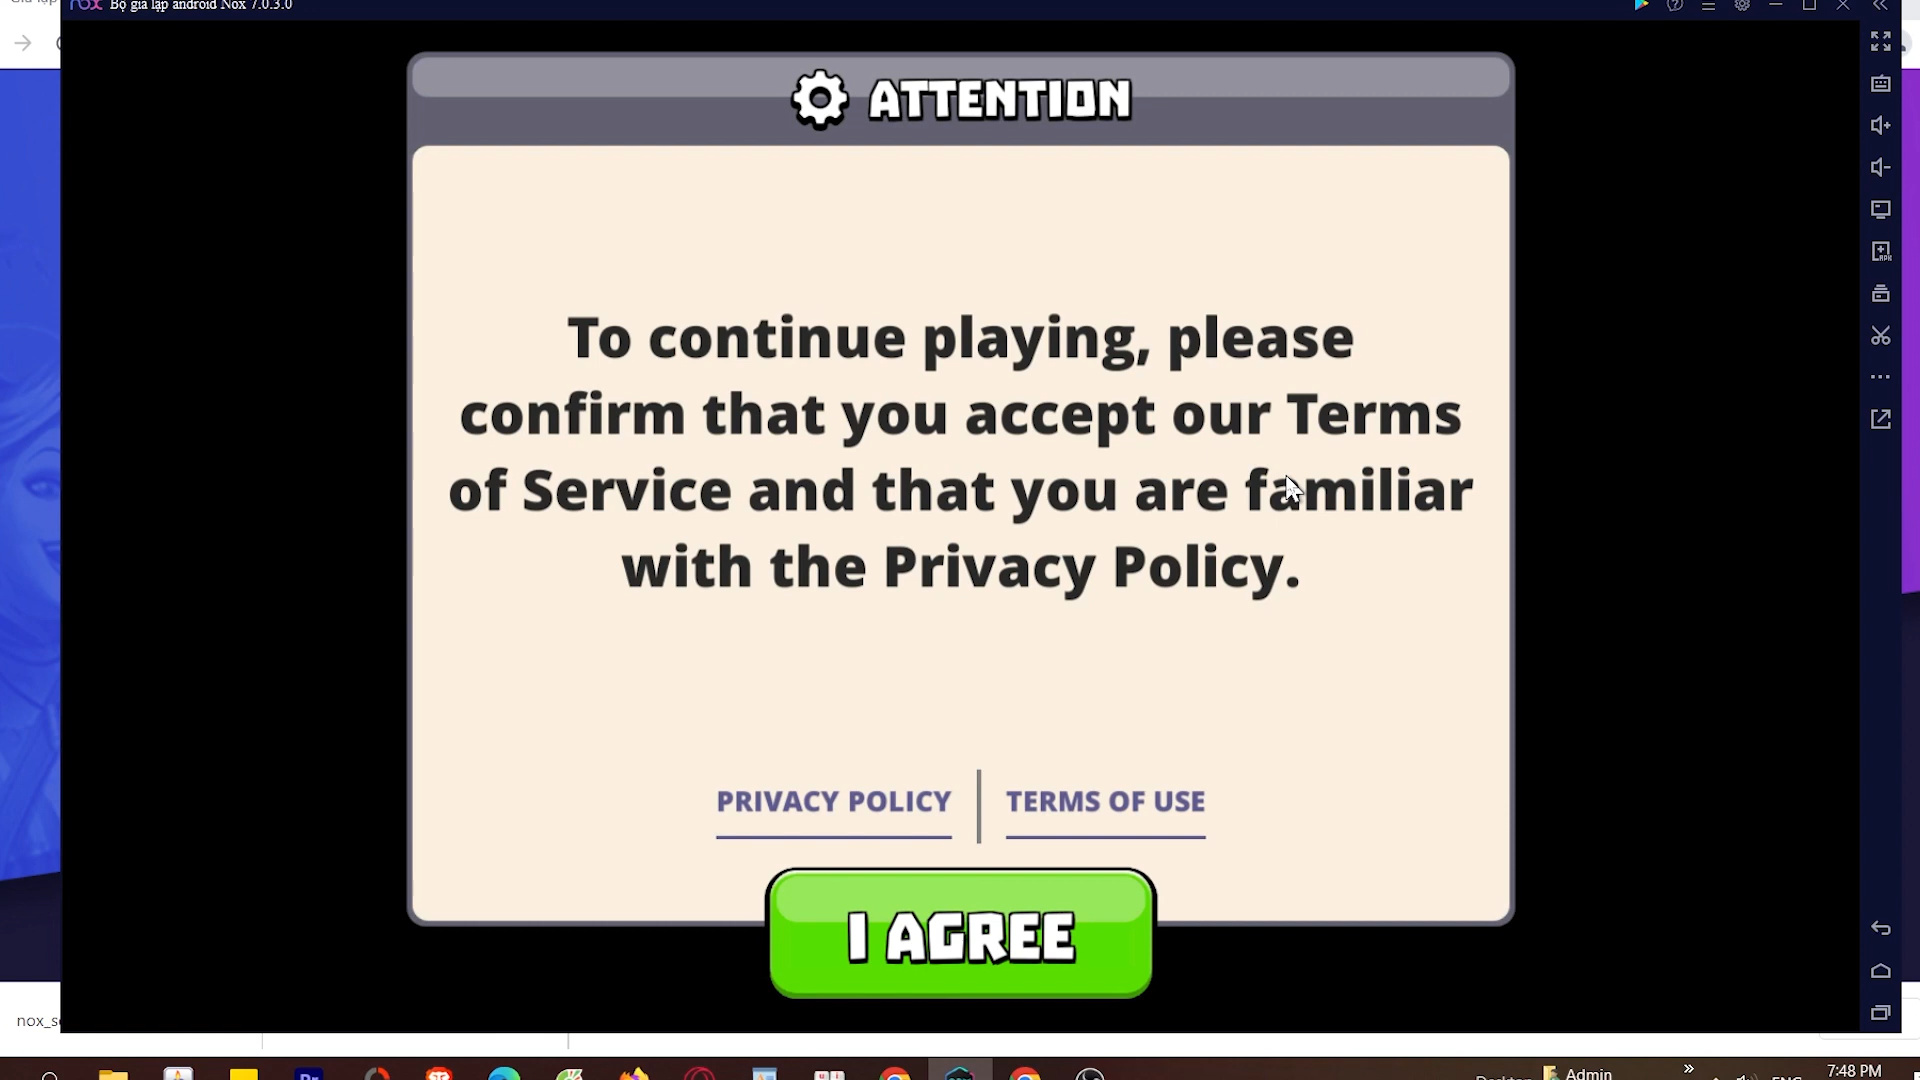 nox Bộ giả lập android Nox 7.0.3.0
ATTENTION
To continue playing, please
confirm that you accept our Terms
of Service and that you are familiar
with the Privacy Policy.
PRIVACY POLICY
TERMS OF USE
I AGREE
nox_s
Admin
7:48 PM